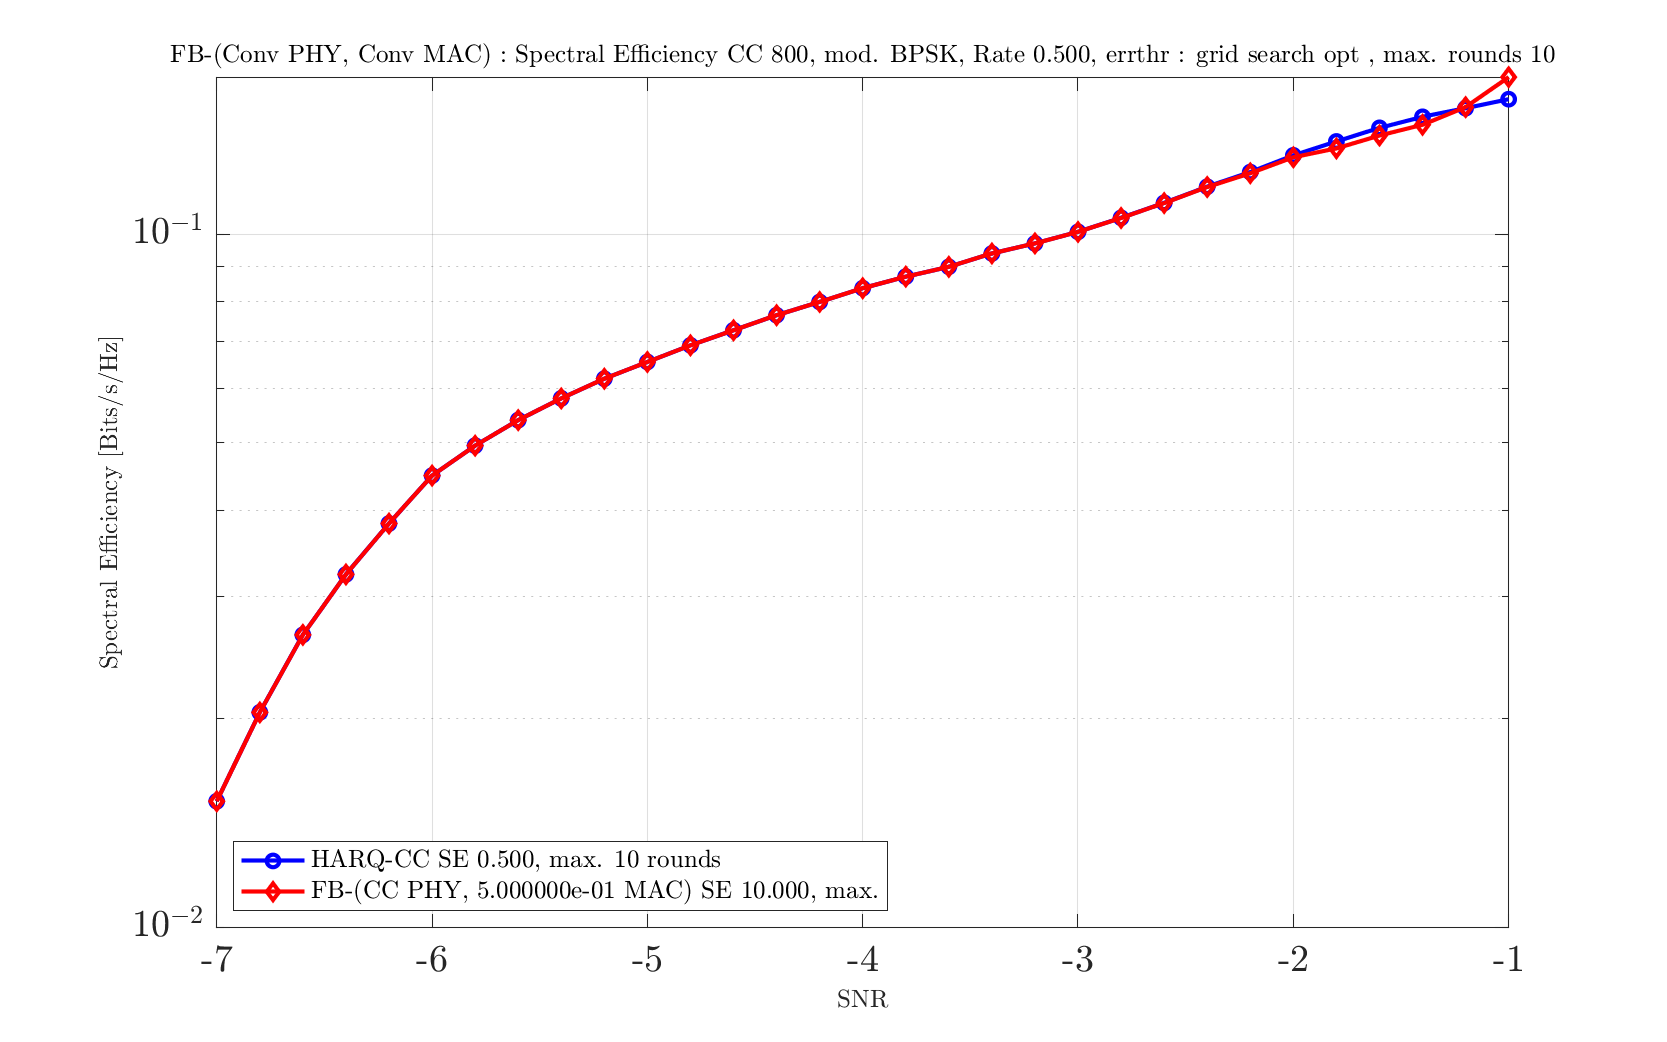 FB-(Conv PHY, Conv MAC) : Spectral Efficiency CC 800, mod. BPSK, Rate 0.500, errthr : grid search opt , max. rounds 10
Spectral Efficiency [Bits/s/Hz]
10⁻¹
10⁻²
HARQ-CC SE 0.500, max. 10 rounds
FB-(CC PHY, 5.000000e-01 MAC) SE 10.000, max.
-7 -6 -5 -4 -3 -2 -1
SNR